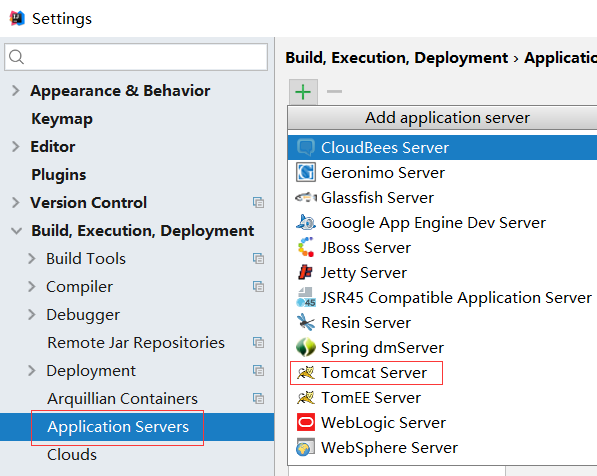 Settings
Build, Execution, Deployment › Applicatio
Appearance & Behavior
Keymap
Editor
Plugins
Version Control
Build, Execution, Deployment
Build Tools
Compiler
Debugger
Remote Jar Repositories
Deployment
Arquillian Containers
Application Servers
Clouds
Add application server
CloudBees Server
Geronimo Server
Glassfish Server
Google App Engine Dev Server
JBoss Server
Jetty Server
JSR45 Compatible Application Server
Resin Server
Spring dmServer
Tomcat Server
TomEE Server
WebLogic Server
WebSphere Server